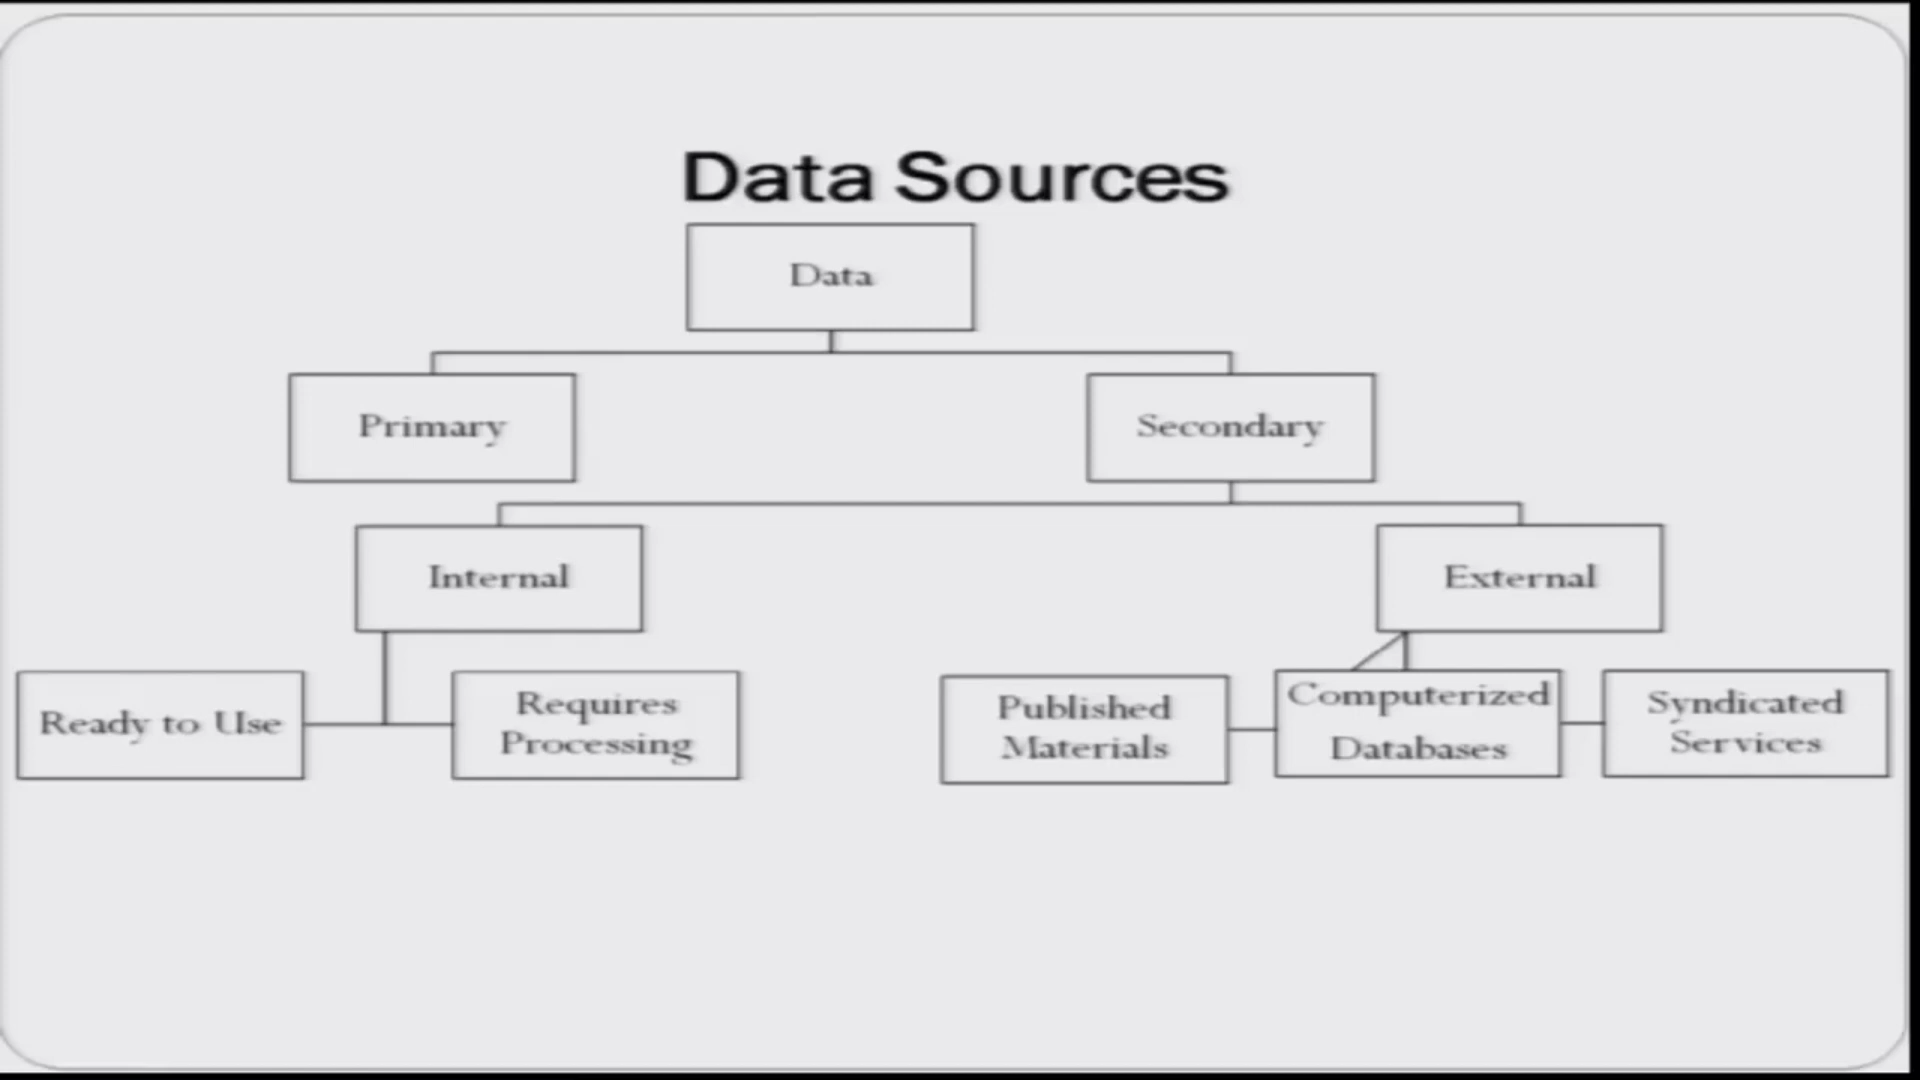 Data Sources
Data
Primary
Secondary
Internal
External
Ready to Use
Requires
Processing
Published
Materials
Computerized
Databases
Syndicated
Services